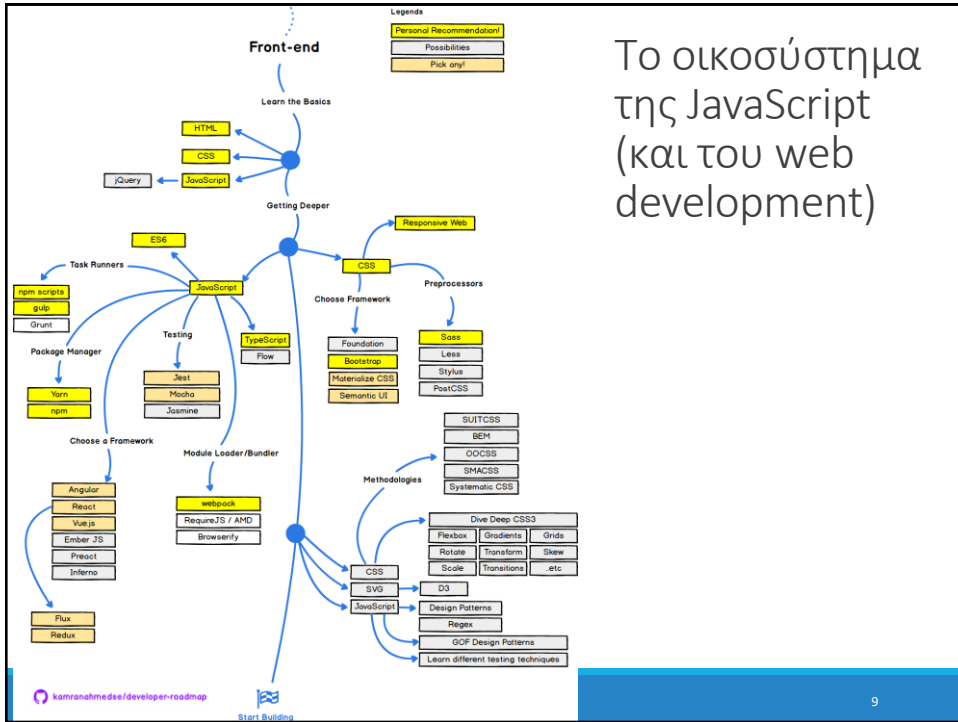 Legends
Personal Recommendation!
Possibilities
Pick any!
Το οικοσύστημα
της JavaScript
(και του web
development)
Front-end
Learn the Basics
HTML
CSS
jQuery
JavaScript
Getting Deeper
Responsive Web
ES6
CSS
Task Runners
JavaScript
Preprocessors
npm scripts
gulp
Grunt
Choose Framework
Testing
TypeScript
Flow
Foundation
Bootstrap
Materialize CSS
Semantic UI
Sass
Less
Stylus
PostCSS
Package Manager
Yarn
npm
Jest
Mocha
Jasmine
Choose a Framework
Module Loader/Bundler
SUITCSS
BEM
OOCSS
SMACSS
Systematic CSS
Methodologies
Angular
React
Vue.js
Ember JS
Preact
Inferno
webpack
RequireJS / AMD
Browserify
Dive Deep CSS3
Flexbox Gradients Grids
Rotate Transform Skew
Scale Transitions .etc
CSS
SVG
JavaScript
D3
Design Patterns
Regex
GOF Design Patterns
Learn different testing techniques
Flux
Redux
kamranahmedse/developer-roadmap
Start Building
9